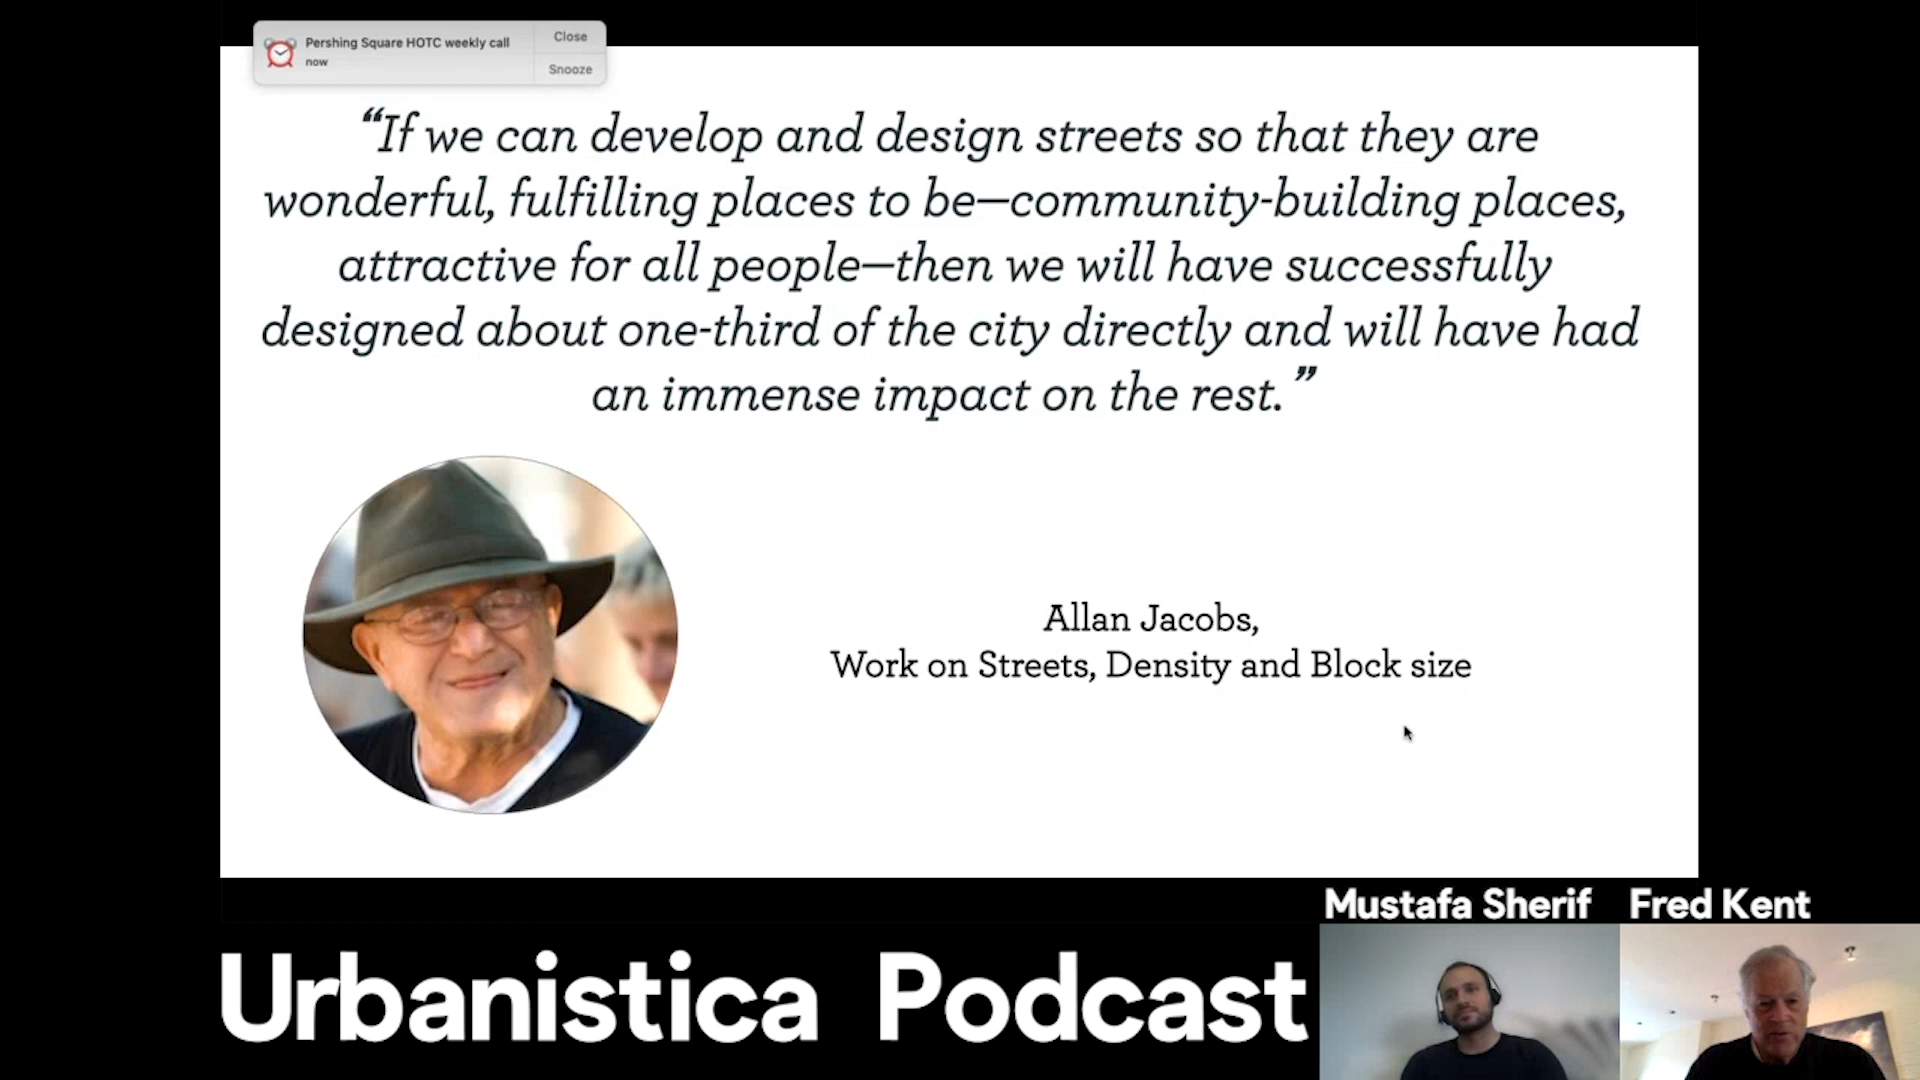 Pershing Square HOTC weekly call
now
Close
Snooze
“If we can develop and design streets so that they are
wonderful, fulfilling places to be—community-building places,
attractive for all people—then we will have successfully
designed about one-third of the city directly and will have had
an immense impact on the rest.”
Allan Jacobs,
Work on Streets, Density and Block size
Mustafa Sherif
Fred Kent
Urbanistica Podcast